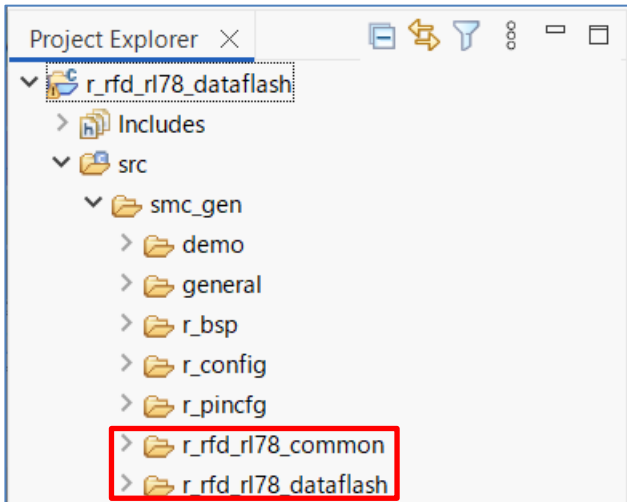 Project Explorer
r_rfd_rl78_dataflash
Includes
src
smc_gen
demo
general
r_bsp
r_config
r_pincfg
r_rfd_rl78_common
r_rfd_rl78_dataflash